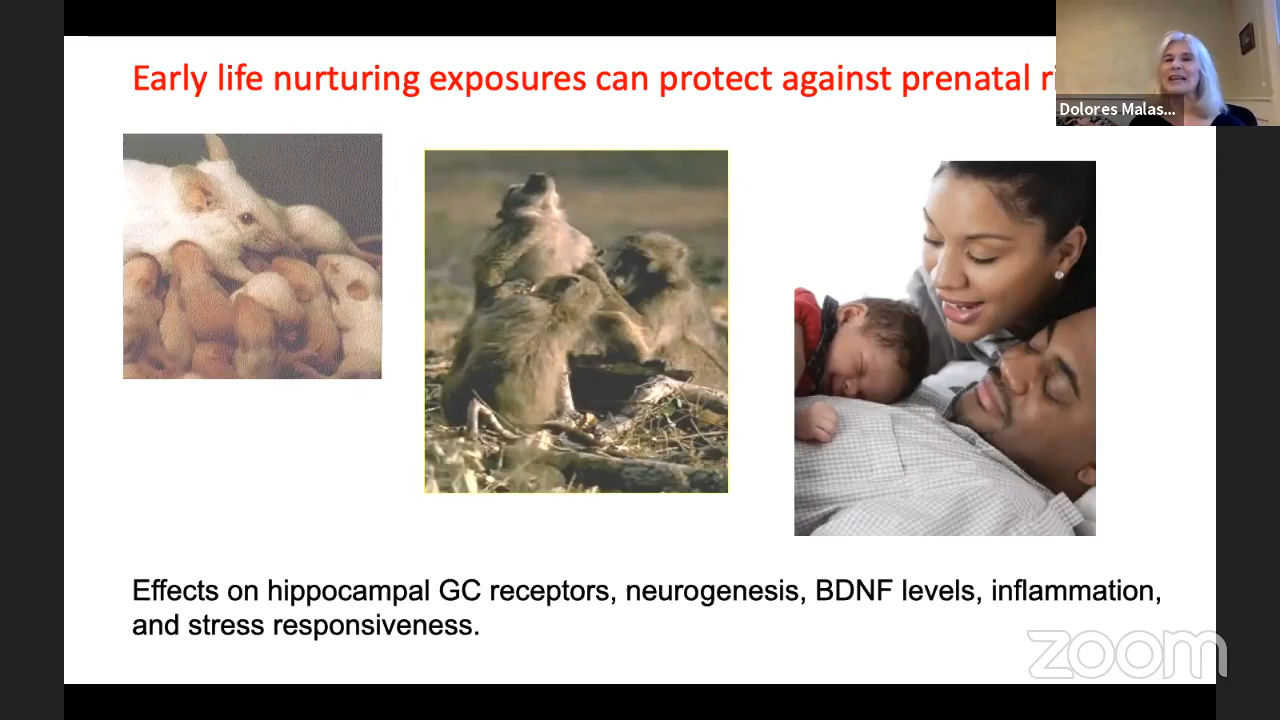 Early life nurturing exposures can protect against prenatal
Dolores Malas...
Effects on hippocampal GC receptors, neurogenesis, BDNF levels, inflammation,
and stress responsiveness.
zoom